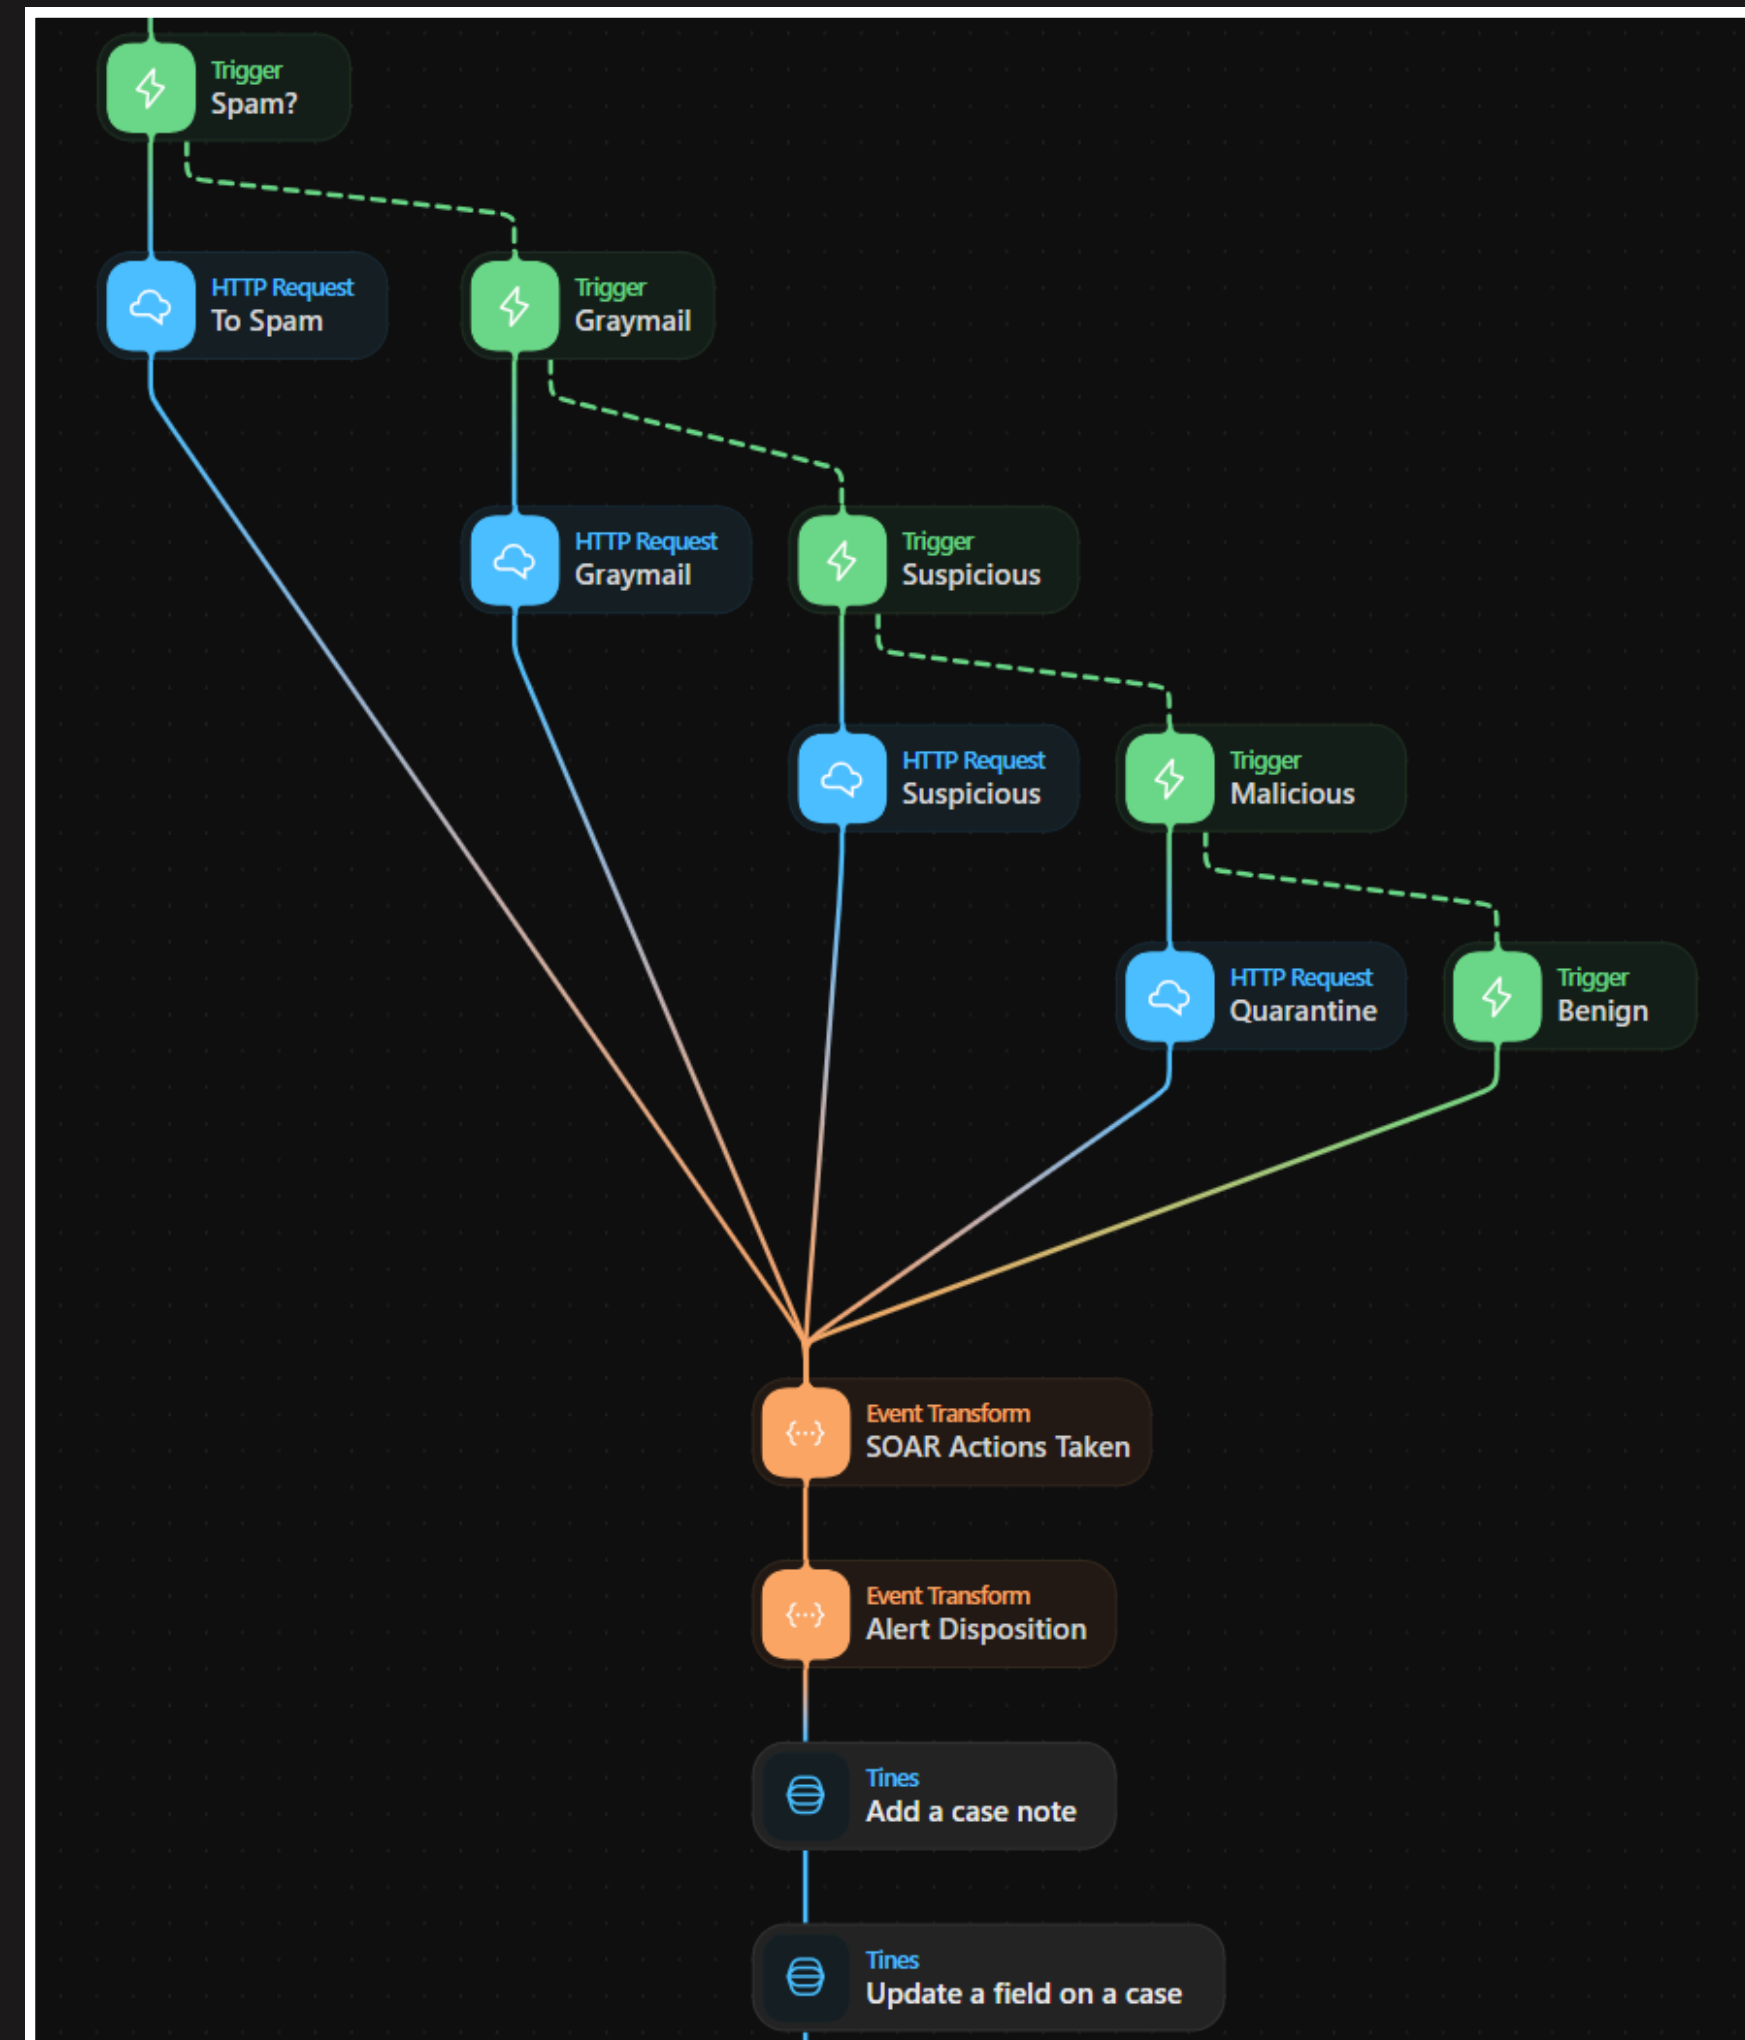 Trigger
Spam?
HTTP Request
To Spam
Trigger
Graymail
HTTP Request
Graymail
Trigger
Suspicious
HTTP Request
Suspicious
Trigger
Malicious
HTTP Request
Quarantine
Trigger
Benign
Event Transform
SOAR Actions Taken
Event Transform
Alert Disposition
Tines
Add a case note
Tines
Update a field on a case